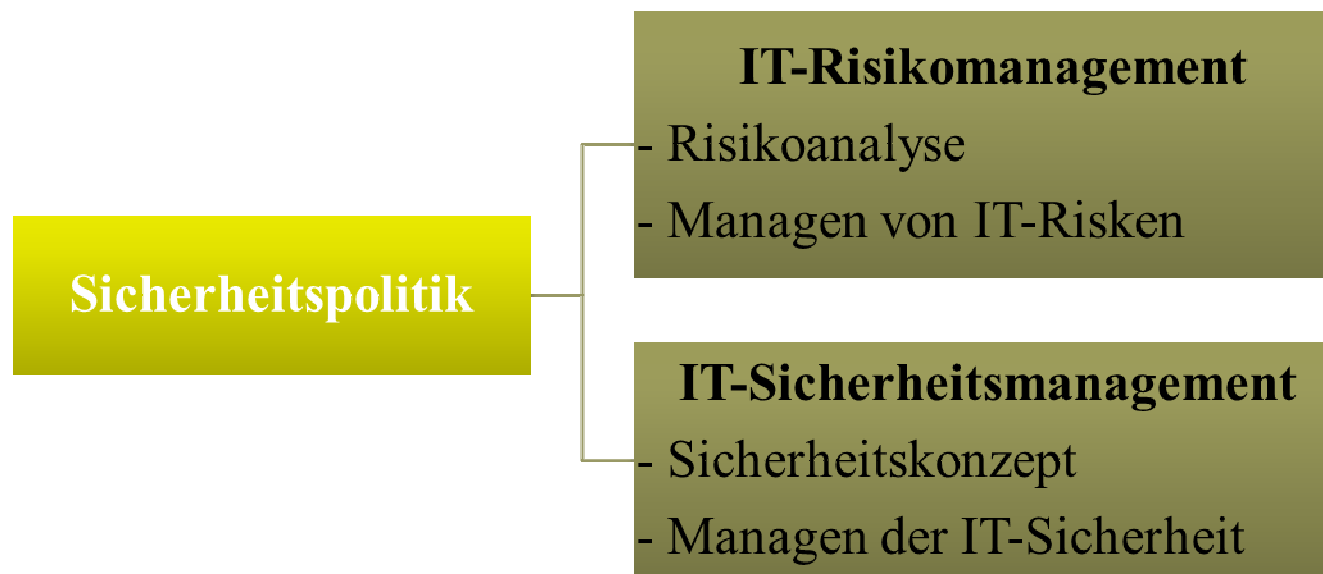 IT-Risikomanagement
- Risikoanalyse
- Managen von IT-Risken
Sicherheitspolitik
IT-Sicherheitsmanagement
- Sicherheitskonzept
- Managen der IT-Sicherheit